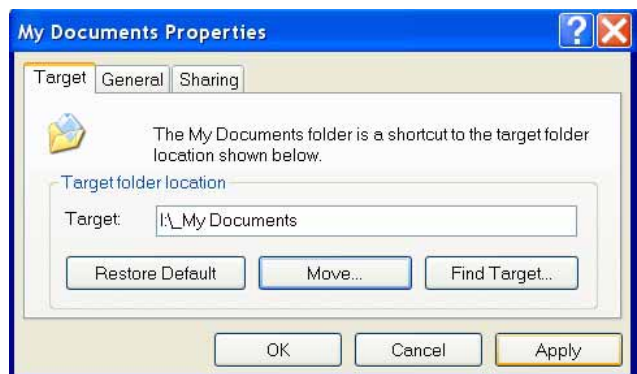 My Documents Properties
Target General Sharing
The My Documents folder is a shortcut to the target folder
location shown below.
Target folder location
Target: I:\_My Documents
Restore Default Move... Find Target...
OK Cancel Apply